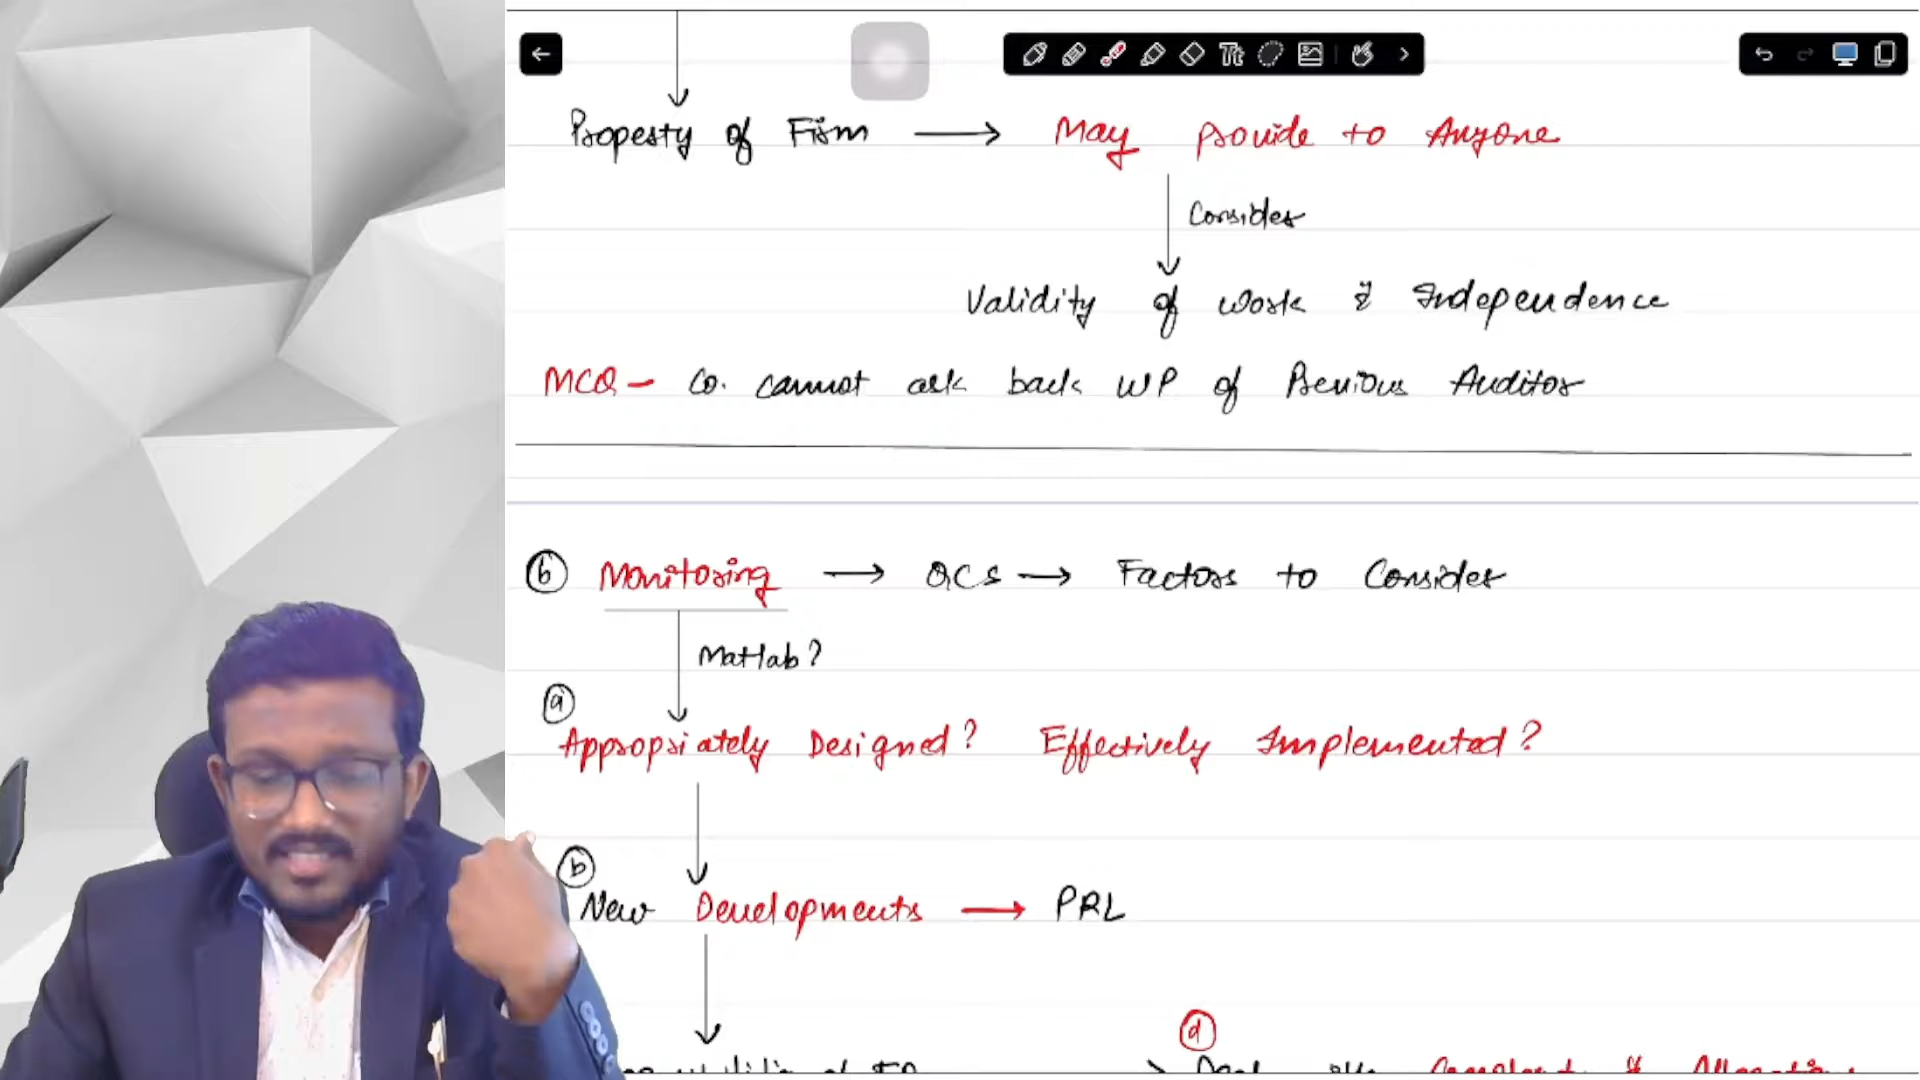 Property of Firm → May provide to Anyone
Consider
Validity of work & Independence
MCQ - Co. cannot ask back WP of Previous Auditor
6 Monitoring → QCS → Factors to Consider
Matlab?
a
Appropriately Designed? Effectively Implemented?
b
New Developments → PRL
d
Tt